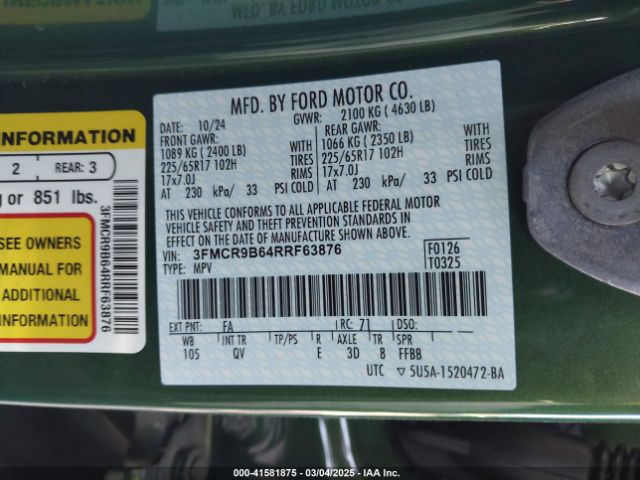 MFD. BY FORD MOTOR CO.
DATE: 10/24 GVWR: 2100 KG ( 4630 LB)
FRONT GAWR: REAR GAWR:
1089 KG ( 2400 LB) WITH 1066 KG ( 2350 LB) WITH
225/65R17 102H TIRES 225/65R17 102H TIRES
17x7.0J RIMS 17x7.0J RIMS
AT 230 kPa/ 33 PSI COLD AT 230 kPa/ 33 PSI COLD
THIS VEHICLE CONFORMS TO ALL APPLICABLE FEDERAL MOTOR
VEHICLE SAFETY AND THEFT PREVENTION STANDARDS IN
EFFECT ON THE DATE OF MANUFACTURE SHOWN ABOVE.
VIN: 3FMCR9B64RRF63876 F0126
TYPE: MPV T0325
EXT PNT: FA RC: 71 DSO:
WB INT TR TP/PS R AXLE TR SPR
105 QV E 3D 8 FFBB
UTC 5U5A-1520472-BA
INFORMATION
2 REAR: 3
g or 851 lbs.
SEE OWNERS
MANUAL FOR
ADDITIONAL
INFORMATION
3FMCR9B64RRF63876
000-41581875 — 03/04/2025 — IAA Inc.